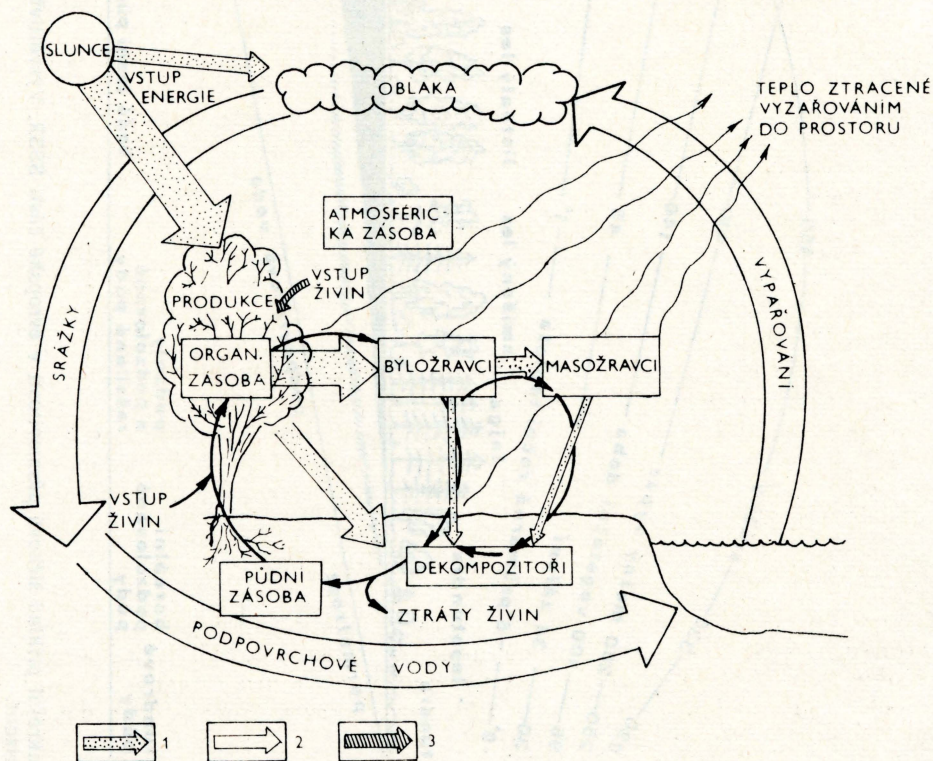 SLUNCE
VSTUP
ENERGIE
OBLAKA
TEPLO ZTRACENÉ
VYZAŘOVÁNÍM
DO PROSTORU
ATMOSFÉRIC-
KÁ ZÁSOBA
VSTUP
ŽIVIN
PRODUKCE
SRÁŽKY
VYPAŘOVÁNÍ
ORGAN.
ZÁSOBA
BÝLOŽRAVCI
MASOŽRAVCI
VSTUP
ŽIVIN
PŮDNÍ
ZÁSOBA
DEKOMPOZITOŘI
ZTRÁTY ŽIVIN
PODPOVRCHOVÉ VODY
1
2
3